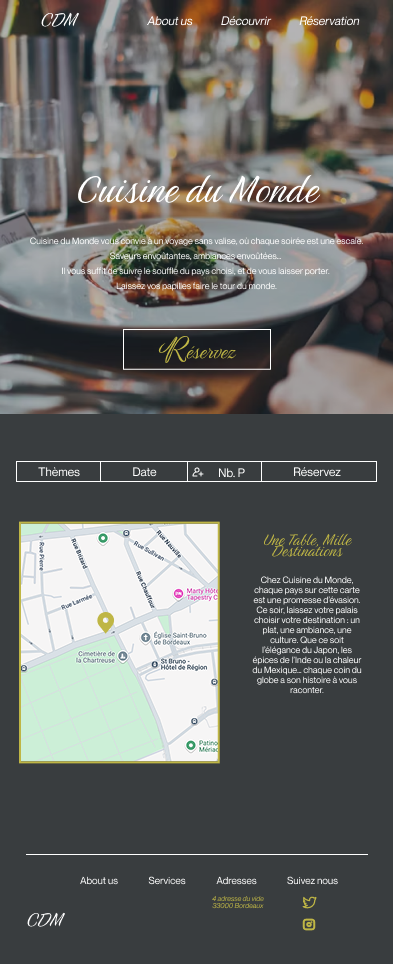 CDM About us Découvrir Réservation
Cuisine du Monde
Cuisine du Monde vous convie à un voyage sans valise, où chaque soirée est une escale.
Saveurs envoûtantes, ambiances envoûtées...
Il vous suffit de suivre le souffle du pays choisi, et de vous laisser porter.
Laissez vos papilles faire le tour du monde.
Réservez
Thèmes Date Nb. P Réservez
Rue Pierre
Rue Brizard
Rue Sullivan
Rue Neuville
Rue Chauffour
Rue Larmée
Marty Hôte
Tapestry C
Église Saint-Bruno
de Bordeaux
Cimetière de
la Chartreuse
St Bruno -
Hôtel de Région
Patino
Mériad
Une Table, Mille
Destinations
Chez Cuisine du Monde,
chaque pays sur cette carte
est une promesse d'évasion.
Ce soir, laissez votre palais
choisir votre destination : un
plat, une ambiance, une
culture. Que ce soit
l'élégance du Japon, les
épices de l'Inde ou la chaleur
du Mexique... chaque coin du
globe a son histoire à vous
raconter.
About us Services Adresses Suivez nous
4 adresse du vide
33000 Bordeaux
CDM